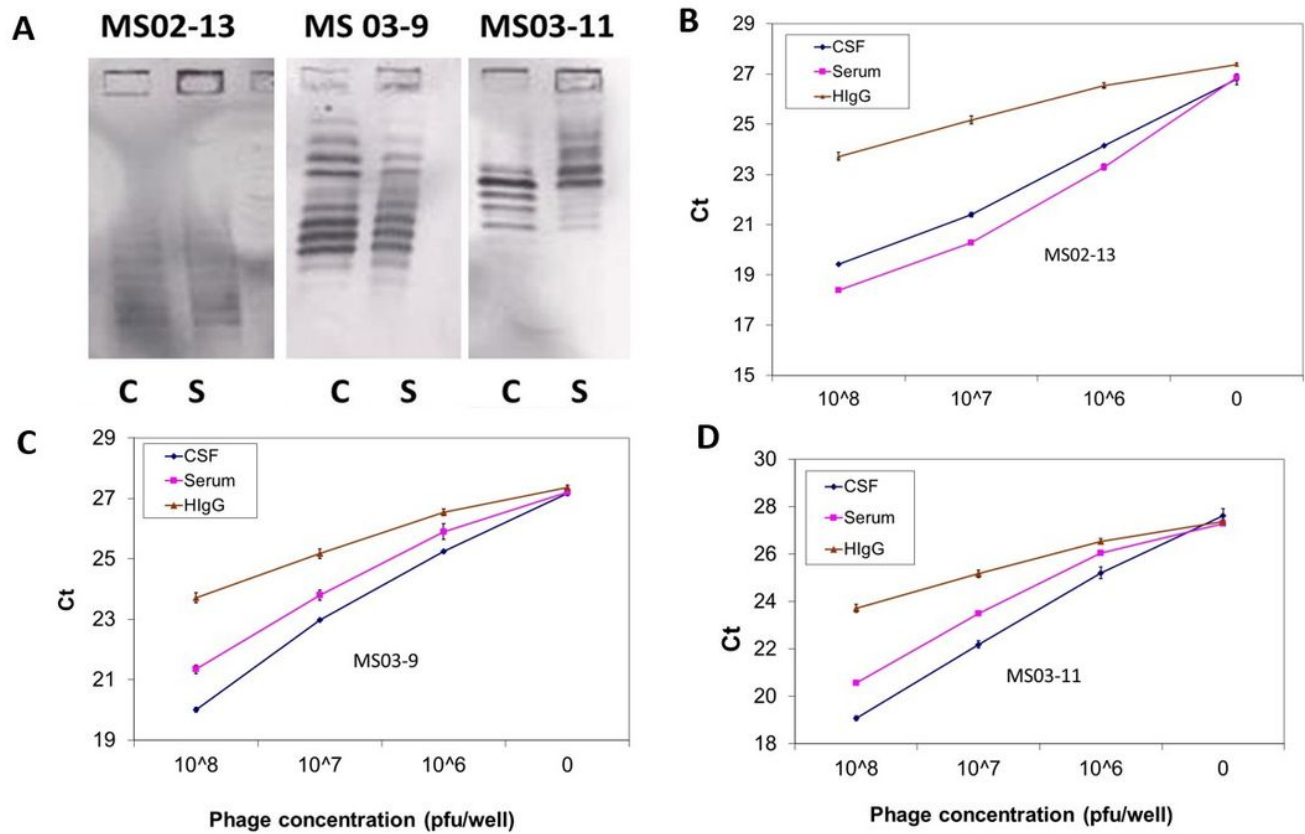 A
MS02-13
MS 03-9
MS03-11
C
S
C
S
C
S
B
29
27
25
23
21
19
17
15
Ct
CSF
Serum
HIgG
MS02-13
10^8
10^7
10^6
0
C
29
27
25
23
21
19
Ct
CSF
Serum
HIgG
MS03-9
10^8
10^7
10^6
0
Phage concentration (pfu/well)
D
30
28
26
24
22
20
18
Ct
CSF
Serum
HIgG
MS03-11
10^8
10^7
10^6
0
Phage concentration (pfu/well)